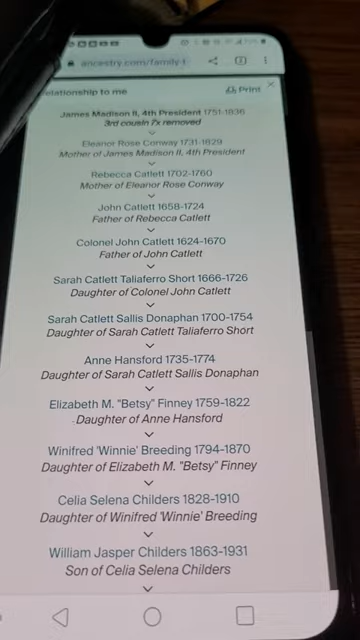 ancestry.com/family-t
relationship to me
Print
James Madison II, 4th President 1751-1836
3rd cousin 7x removed
Eleanor Rose Conway 1731-1829
Mother of James Madison II, 4th President
Rebecca Catlett 1702-1760
Mother of Eleanor Rose Conway
John Catlett 1658-1724
Father of Rebecca Catlett
Colonel John Catlett 1624-1670
Father of John Catlett
Sarah Catlett Taliaferro Short 1666-1726
Daughter of Colonel John Catlett
Sarah Catlett Sallis Donaphan 1700-1754
Daughter of Sarah Catlett Taliaferro Short
Anne Hansford 1735-1774
Daughter of Sarah Catlett Sallis Donaphan
Elizabeth M. "Betsy" Finney 1759-1822
Daughter of Anne Hansford
Winifred 'Winnie' Breeding 1794-1870
Daughter of Elizabeth M. "Betsy" Finney
Celia Selena Childers 1828-1910
Daughter of Winifred 'Winnie' Breeding
William Jasper Childers 1863-1931
Son of Celia Selena Childers